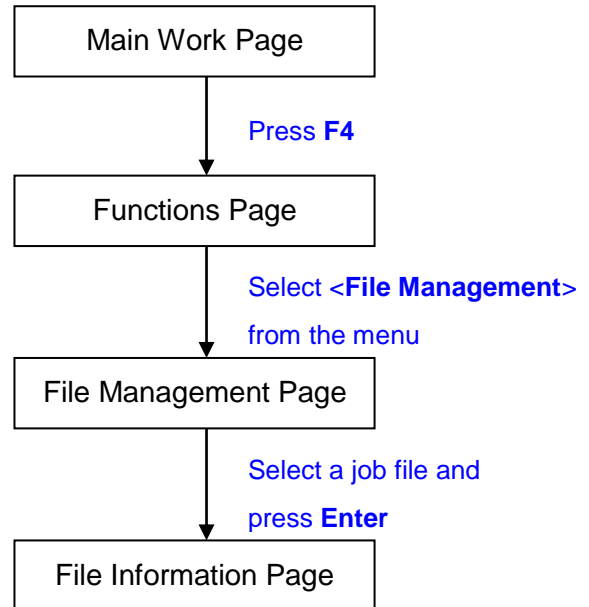 Main Work Page
Press F4
Functions Page
Select <File Management>
from the menu
File Management Page
Select a job file and
press Enter
File Information Page